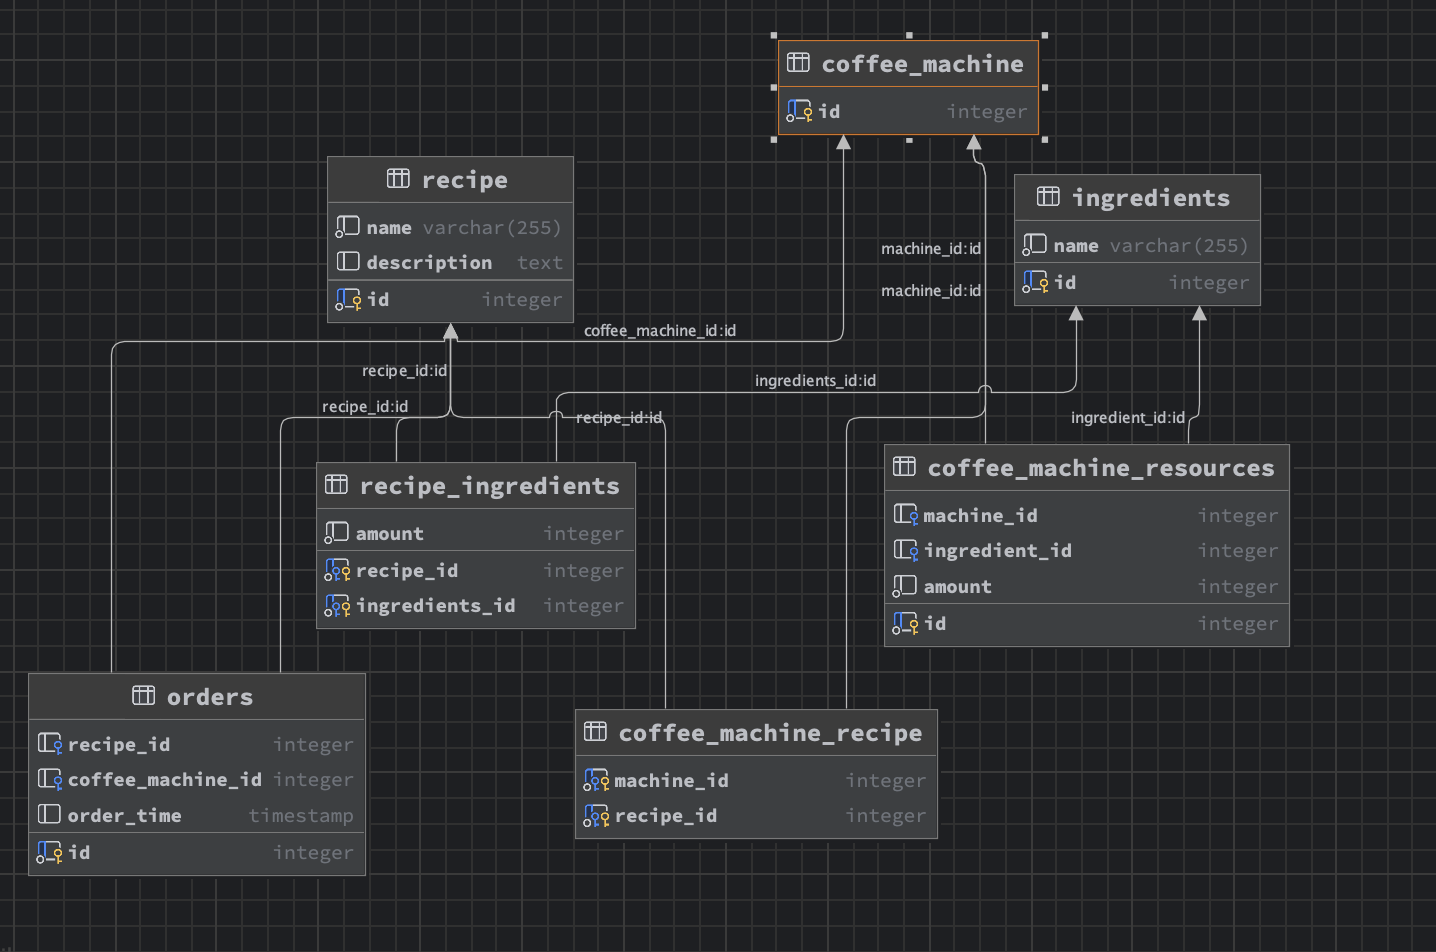 coffee_machine
id integer
recipe
name varchar(255)
description text
id integer
ingredients
name varchar(255)
id integer
machine_id:id
machine_id:id
coffee_machine_id:id
recipe_id:id
ingredients_id:id
recipe_id:id
recipe_id:id
ingredient_id:id
recipe_ingredients
amount integer
recipe_id integer
ingredients_id integer
coffee_machine_resources
machine_id integer
ingredient_id integer
amount integer
id integer
orders
recipe_id integer
coffee_machine_id integer
order_time timestamp
id integer
coffee_machine_recipe
machine_id integer
recipe_id integer